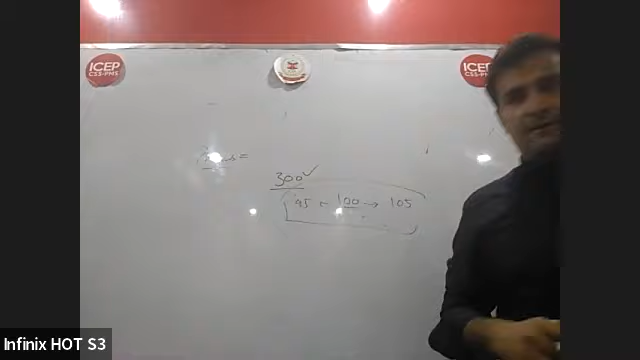 ICEP ICEP
CSS-PMS CSS-PMS
300✓
95 ← 100 → 105
Infinix HOT S3